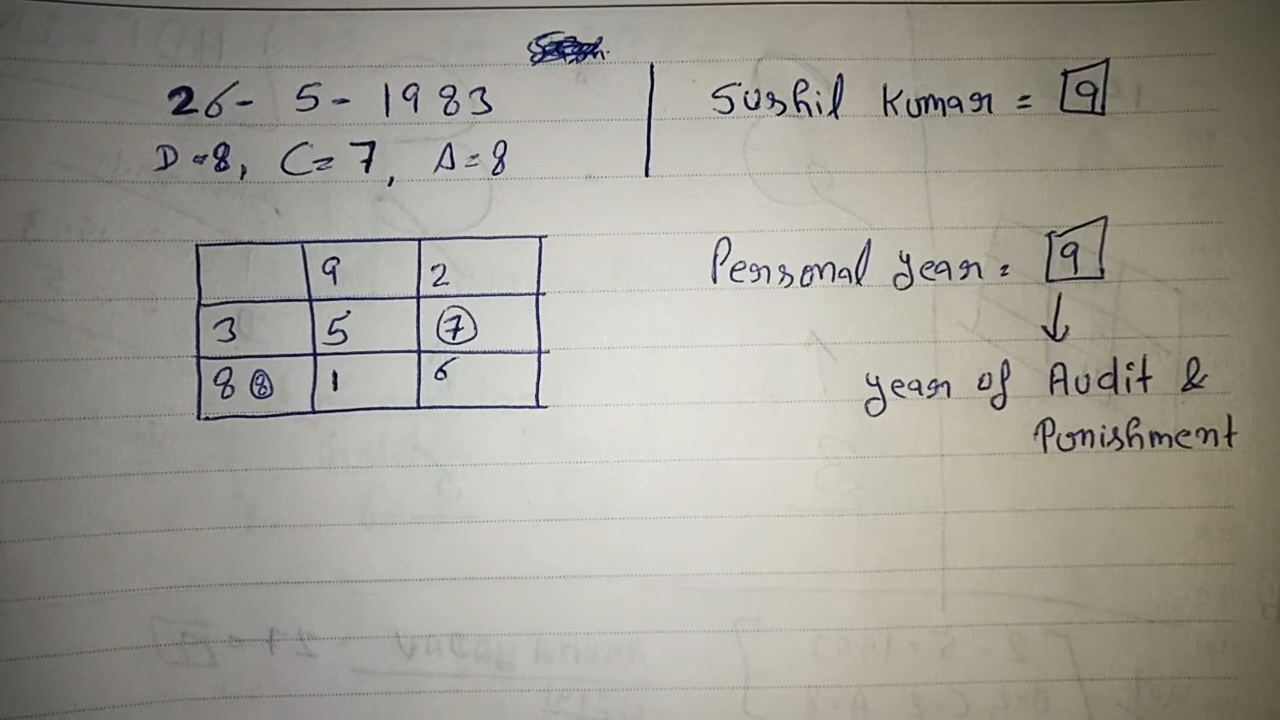 26- 5- 1983
D=8, C=7, A=8
Sushil Kumar = 9
9 2
3 5 7
8 8 1 6
Personal year = 9
↓
year of Audit &
Punishment